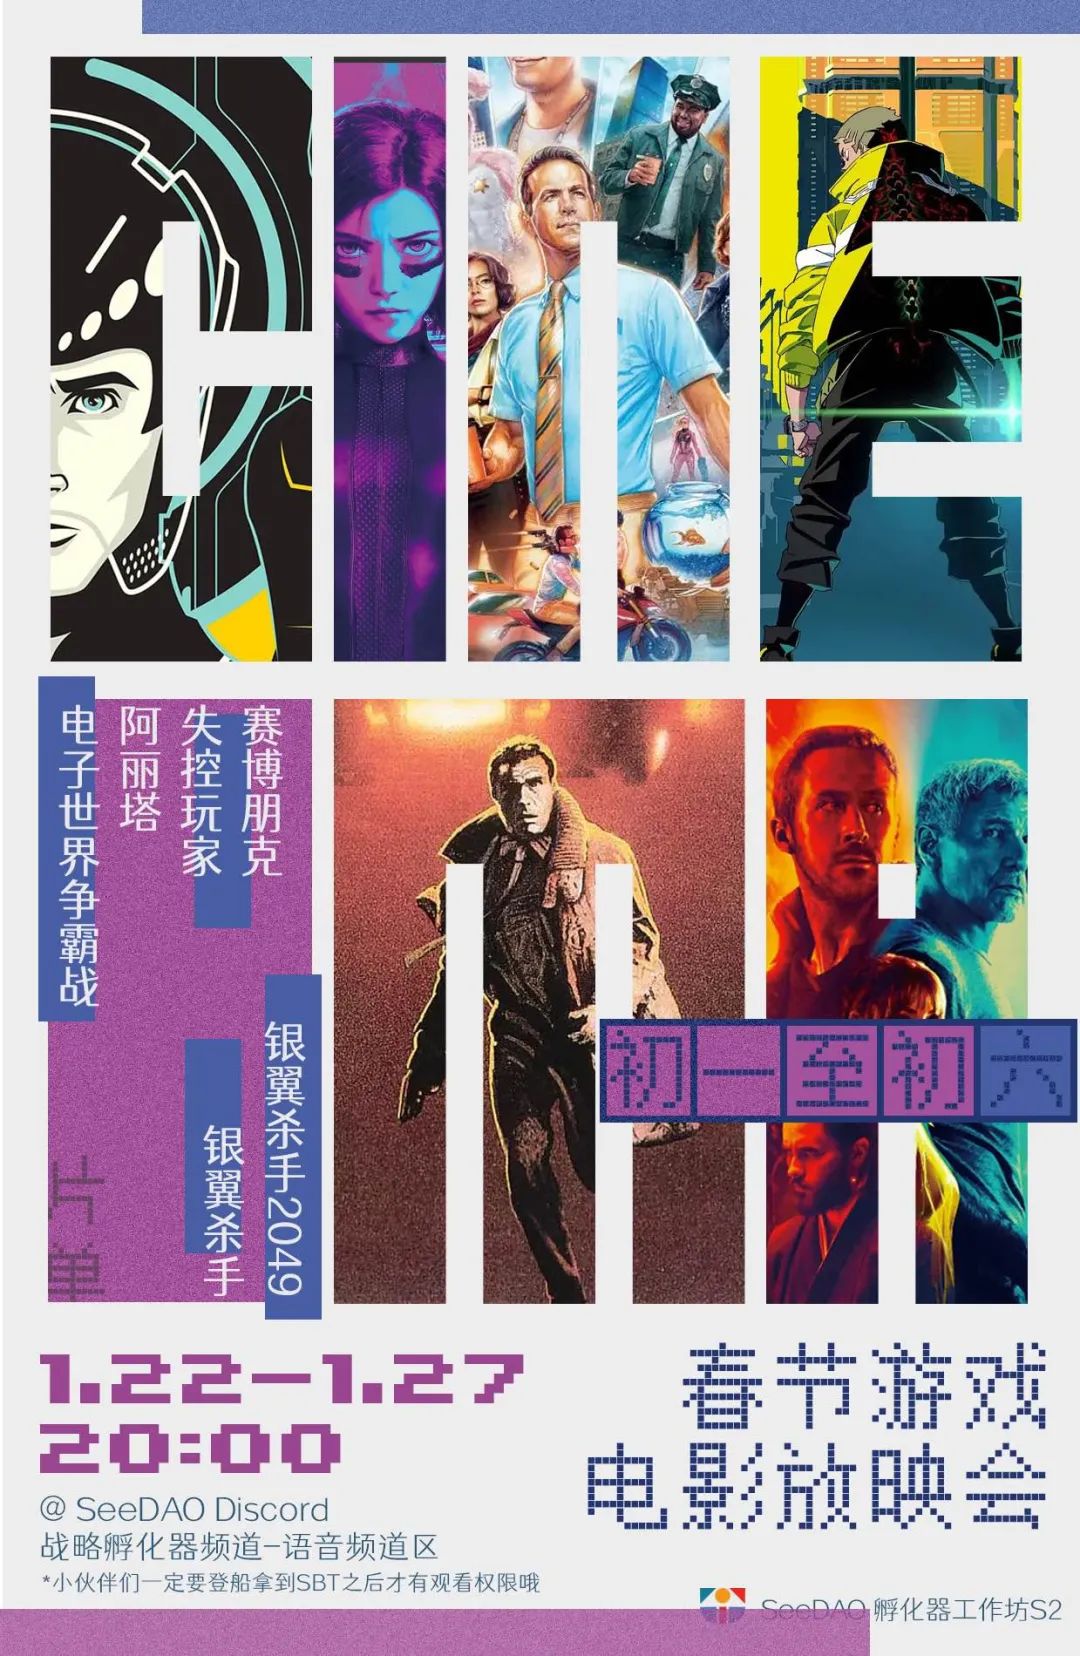 电子世界争霸战
阿丽塔
失控玩家
赛博朋克
银翼杀手
银翼杀手2049
片单
初一至初六
1.22—1.27
20:00
@ SeeDAO Discord
战略孵化器频道-语音频道区
*小伙伴们一定要登船拿到SBT之后才有观看权限哦
春节游戏
电影放映会
SeeDAO 孵化器工作坊S2